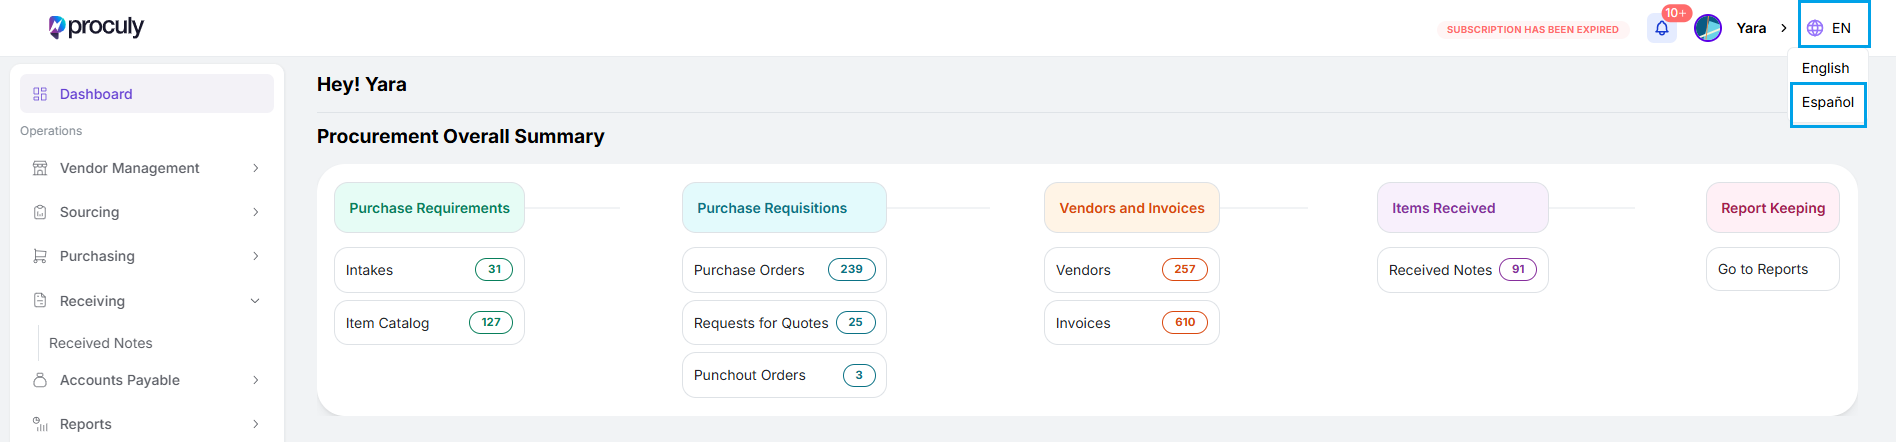 proculy
SUBSCRIPTION HAS BEEN EXPIRED
10+
Yara
EN
English
Español
Dashboard
Operations
Vendor Management
Sourcing
Purchasing
Receiving
Received Notes
Accounts Payable
Reports
Hey! Yara
Procurement Overall Summary
Purchase Requirements
Intakes 31
Item Catalog 127
Purchase Requisitions
Purchase Orders 239
Requests for Quotes 25
Punchout Orders 3
Vendors and Invoices
Vendors 257
Invoices 610
Items Received
Received Notes 91
Report Keeping
Go to Reports